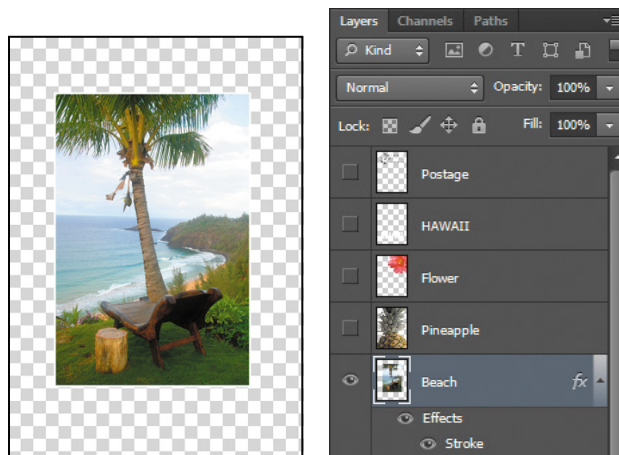 Layers Channels Paths
Kind
Normal Opacity: 100%
Lock: Fill: 100%
Postage
HAWAII
Flower
Pineapple
Beach fx
Effects
Stroke